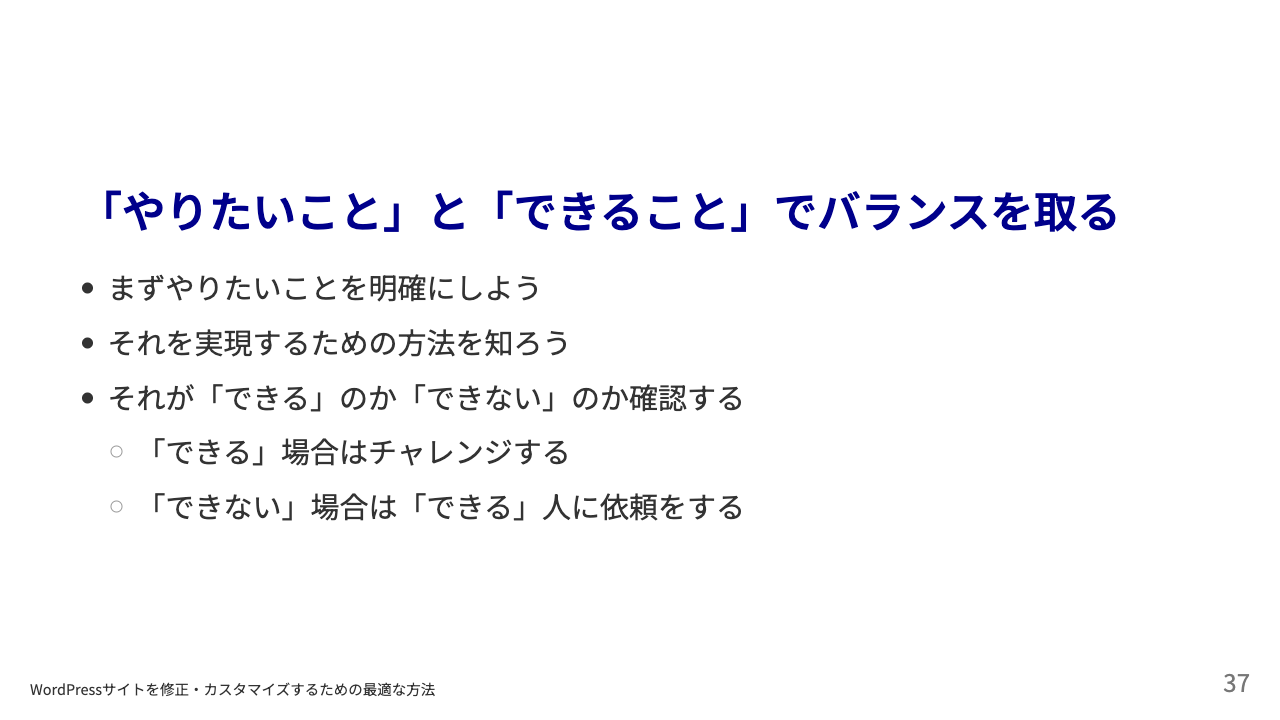 「やりたいこと」と「できること」でバランスを取る
まずやりたいことを明確にしよう
それを実現するための方法を知ろう
それが「できる」のか「できない」のか確認する
「できる」場合はチャレンジする
「できない」場合は「できる」人に依頼をする
WordPressサイトを修正・カスタマイズするための最適な方法
37